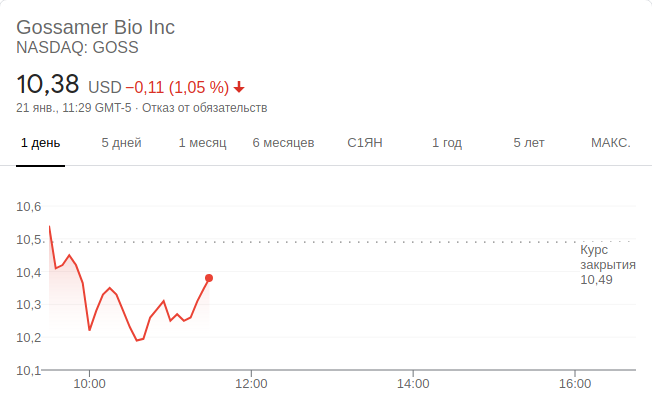 Gossamer Bio Inc
NASDAQ: GOSS
10,38 USD −0,11 (1,05 %)
21 янв., 11:29 GMT-5 · Отказ от обязательств
1 день 5 дней 1 месяц 6 месяцев С1ЯН 1 год 5 лет МАКС.
10,6
10,5
Курс
закрытия
10,49
10,4
10,3
10,2
10,1
10:00 12:00 14:00 16:00